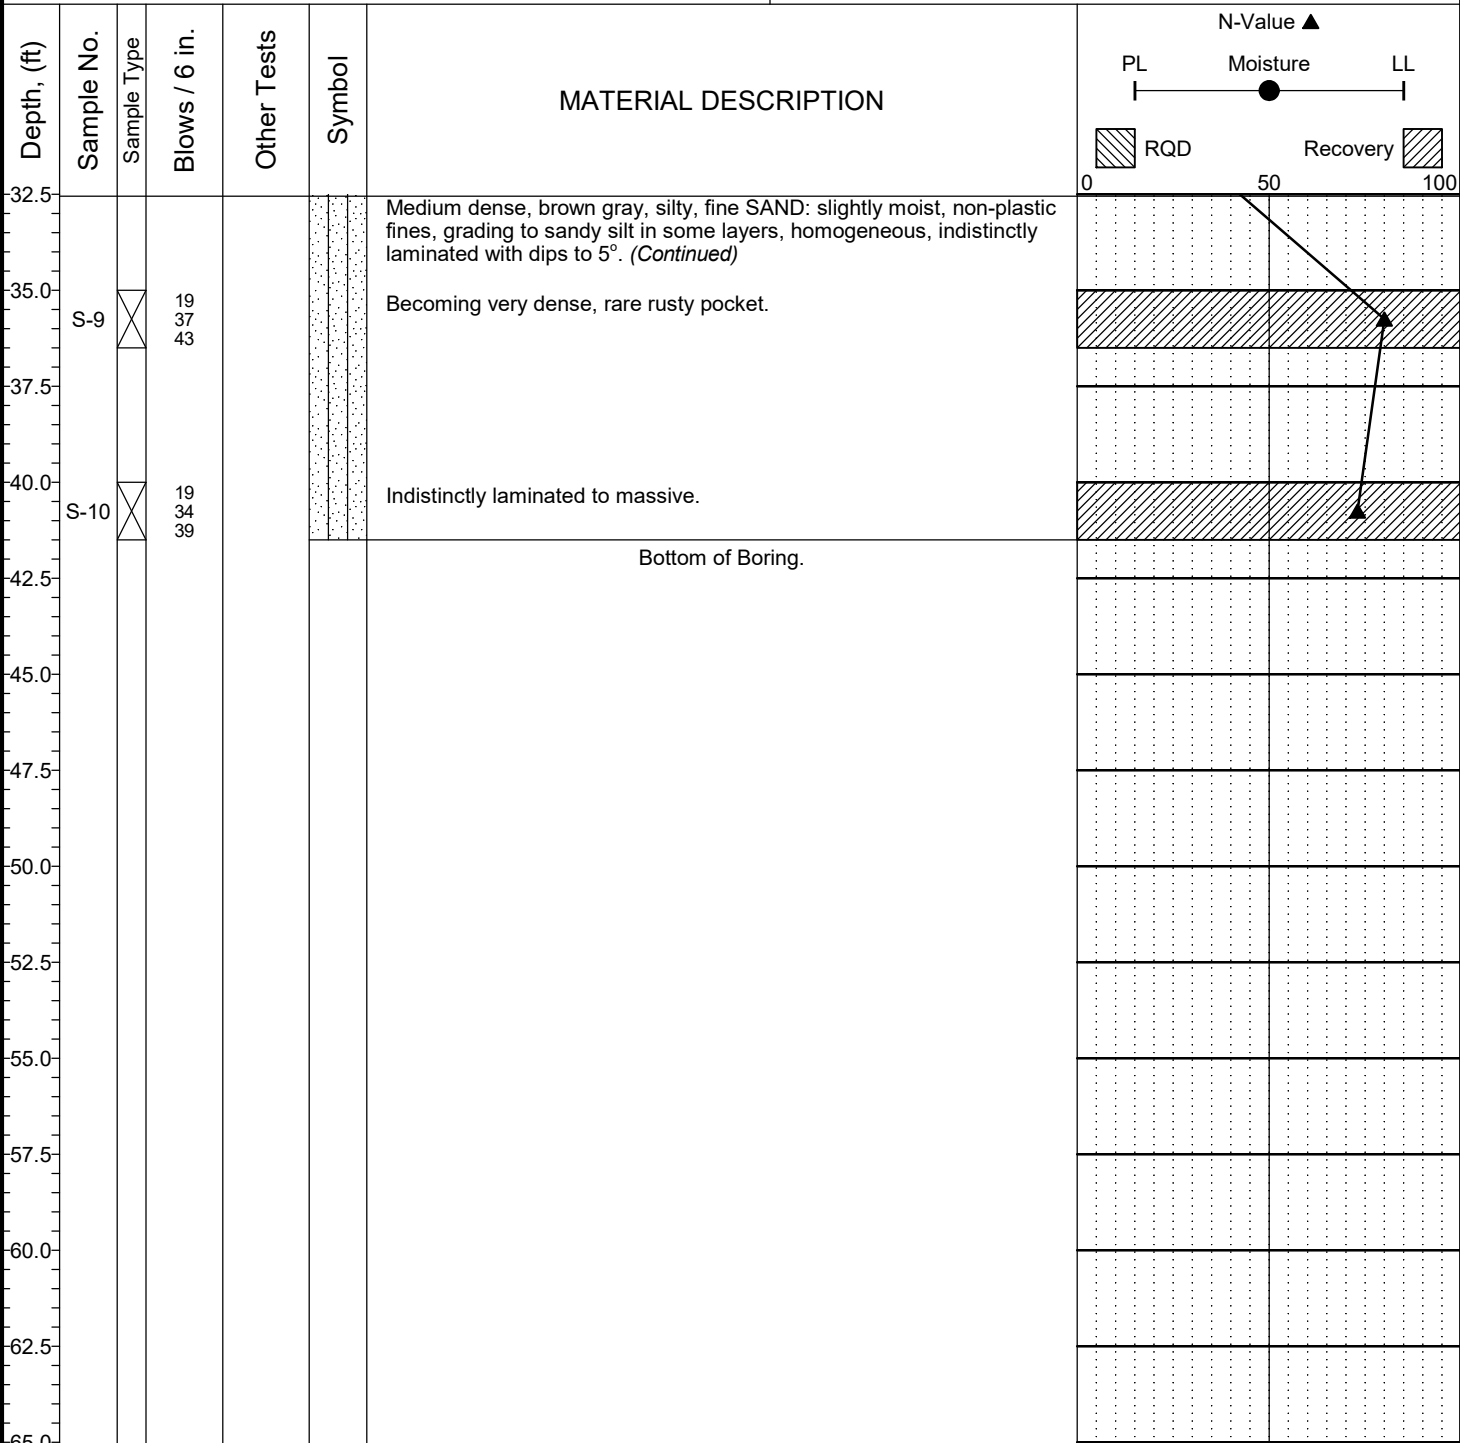 Depth, (ft)
Sample No.
Sample Type
Blows / 6 in.
Other Tests
Symbol
MATERIAL DESCRIPTION
N-Value
PL Moisture LL
RQD Recovery
0 50 100
32.5
Medium dense, brown gray, silty, fine SAND: slightly moist, non-plastic
fines, grading to sandy silt in some layers, homogeneous, indistinctly
laminated with dips to 5°. (Continued)
35.0
S-9
19
37
43
Becoming very dense, rare rusty pocket.
37.5
40.0
S-10
19
34
39
Indistinctly laminated to massive.
Bottom of Boring.
42.5
45.0
47.5
50.0
52.5
55.0
57.5
60.0
62.5
65.0